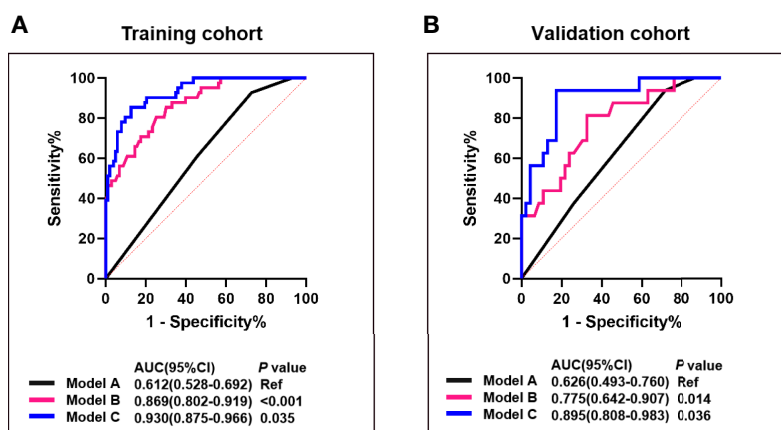 A
Training cohort
100
80
60
40
20
0
Sensitivity%
0 20 40 60 80 100
1 - Specificity%
AUC(95%CI) P value
Model A 0.612(0.528-0.692) Ref
Model B 0.869(0.802-0.919) <0.001
Model C 0.930(0.875-0.966) 0.035
B
Validation cohort
100
80
60
40
20
0
Sensitivity%
0 20 40 60 80 100
1 - Specificity%
AUC(95%CI) P value
Model A 0.626(0.493-0.760) Ref
Model B 0.775(0.642-0.907) 0.014
Model C 0.895(0.808-0.983) 0.036